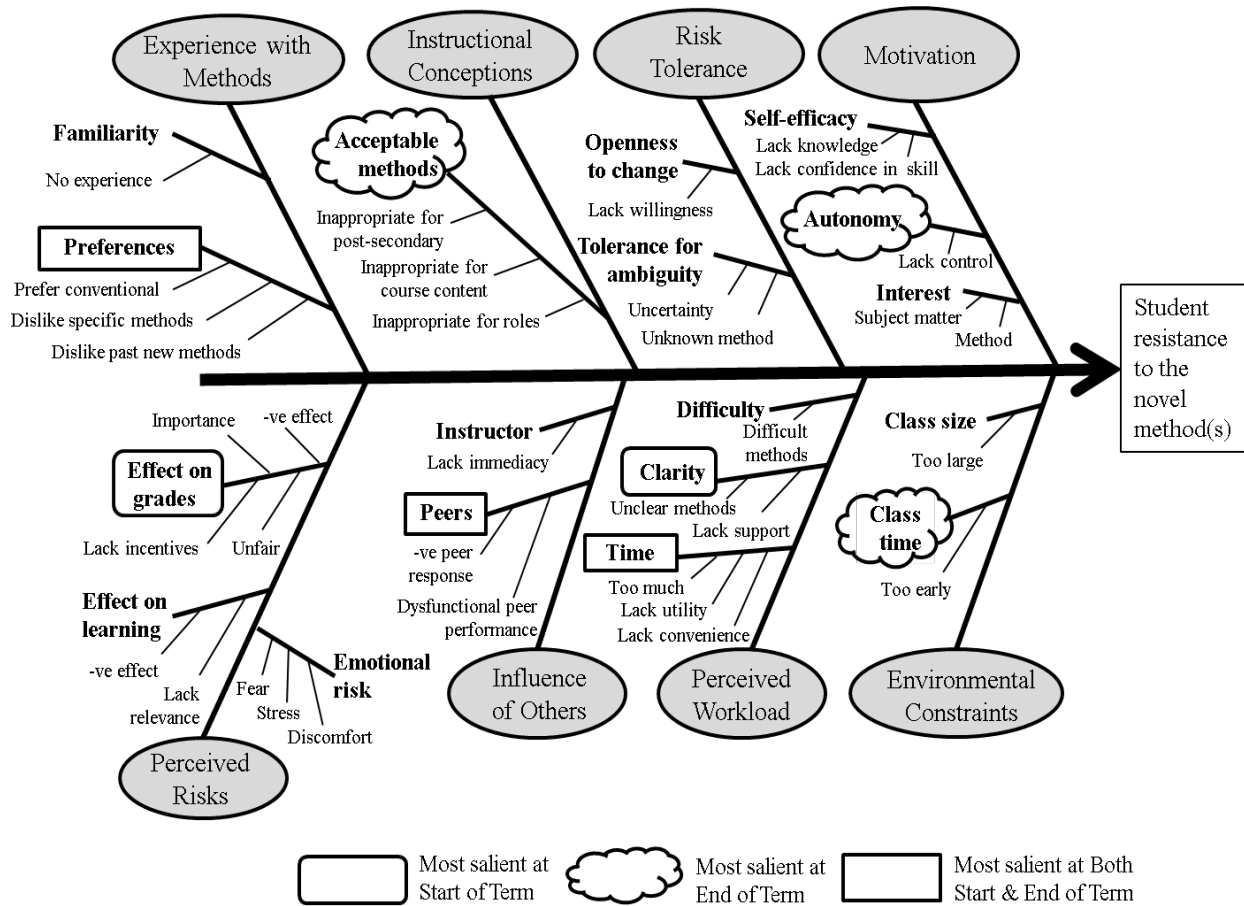 Experience with
Methods
Instructional
Conceptions
Risk
Tolerance
Motivation
Familiarity
No experience
Preferences
Prefer conventional
Dislike specific methods
Dislike past new methods
Acceptable
methods
Inappropriate for
post-secondary
Inappropriate for
course content
Inappropriate for roles
Openness
to change
Lack willingness
Tolerance for
ambiguity
Uncertainty
Unknown method
Self-efficacy
Lack knowledge
Lack confidence in skill
Autonomy
Lack control
Interest
Subject matter
Method
Student
resistance
to the
novel
method(s)
Importance
-ve effect
Effect on
grades
Lack incentives
Unfair
Effect on
learning
-ve effect
Lack
relevance
Emotional
risk
Fear
Stress
Discomfort
Perceived
Risks
Instructor
Lack immediacy
Peers
-ve peer
response
Dysfunctional peer
performance
Influence
of Others
Difficulty
Difficult
methods
Clarity
Unclear methods
Lack support
Time
Too much
Lack utility
Lack convenience
Perceived
Workload
Class size
Too large
Class
time
Too early
Environmental
Constraints
Most salient at
Start of Term
Most salient at
End of Term
Most salient at Both
Start & End of Term